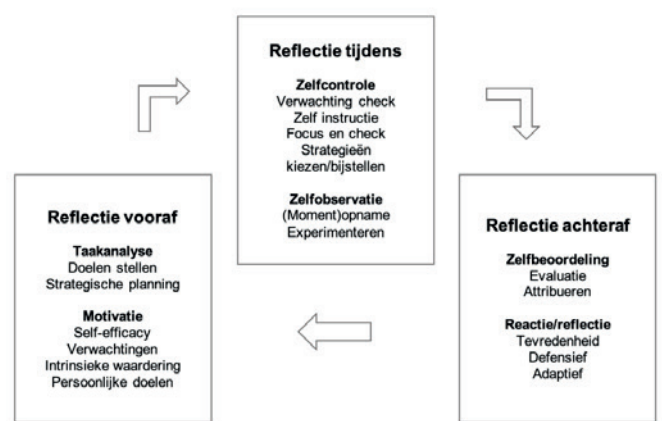 Reflectie vooraf
Taakanalyse
Doelen stellen
Strategische planning
Motivatie
Self-efficacy
Verwachtingen
Intrinsieke waardering
Persoonlijke doelen
Reflectie tijdens
Zelfcontrole
Verwachting check
Zelf instructie
Focus en check
Strategieën
kiezen/bijstellen
Zelfobservatie
(Moment)opname
Experimenteren
Reflectie achteraf
Zelfbeoordeling
Evaluatie
Attribueren
Reactie/reflectie
Tevredenheid
Defensief
Adaptief